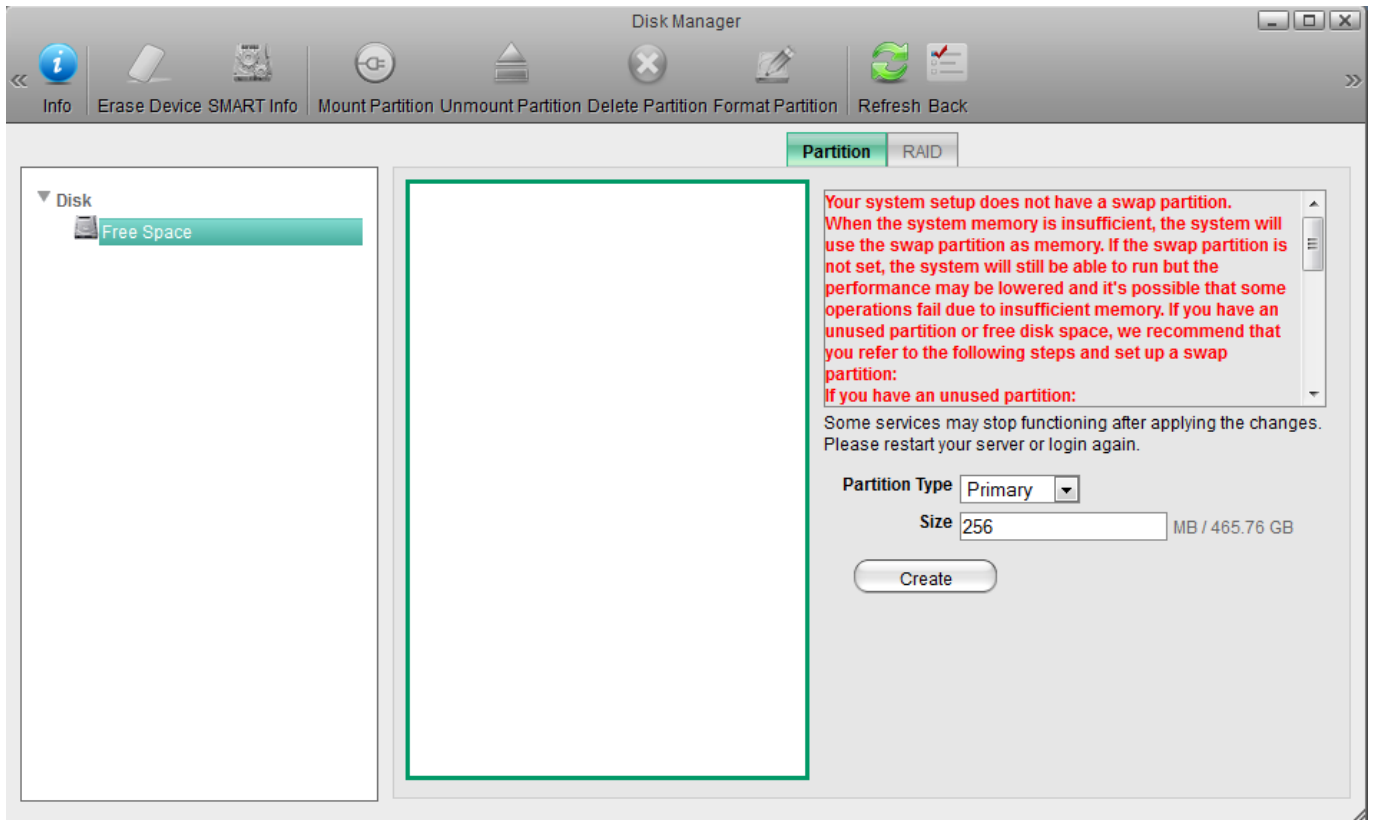 Disk Manager
Info Erase Device SMART Info Mount Partition Unmount Partition Delete Partition Format Partition Refresh Back
Partition RAID
Disk
Free Space
Your system setup does not have a swap partition.
When the system memory is insufficient, the system will
use the swap partition as memory. If the swap partition is
not set, the system will still be able to run but the
performance may be lowered and it's possible that some
operations fail due to insufficient memory. If you have an
unused partition or free disk space, we recommend that
you refer to the following steps and set up a swap
partition:
If you have an unused partition:
Some services may stop functioning after applying the changes.
Please restart your server or login again.
Partition Type Primary
Size 256 MB / 465.76 GB
Create